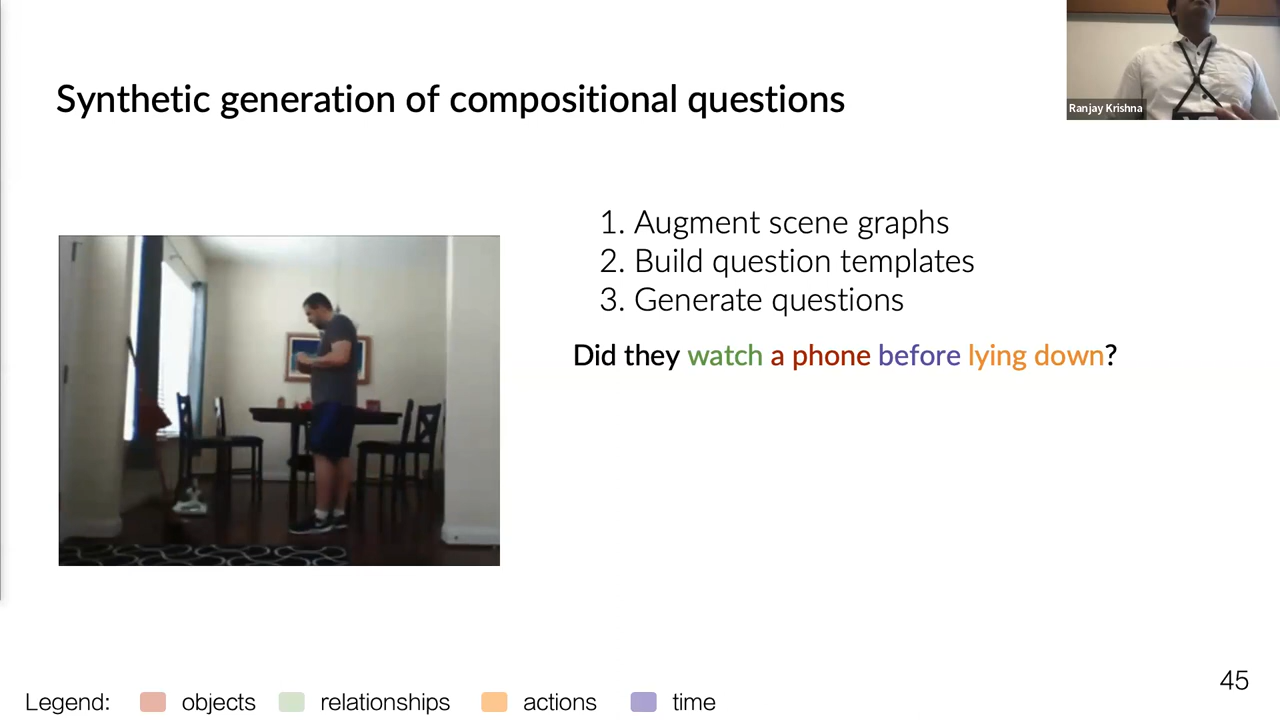 Synthetic generation of compositional questions
Ranjay Krishna
1. Augment scene graphs
2. Build question templates
3. Generate questions
Did they watch a phone before lying down?
45
Legend: objects relationships actions time